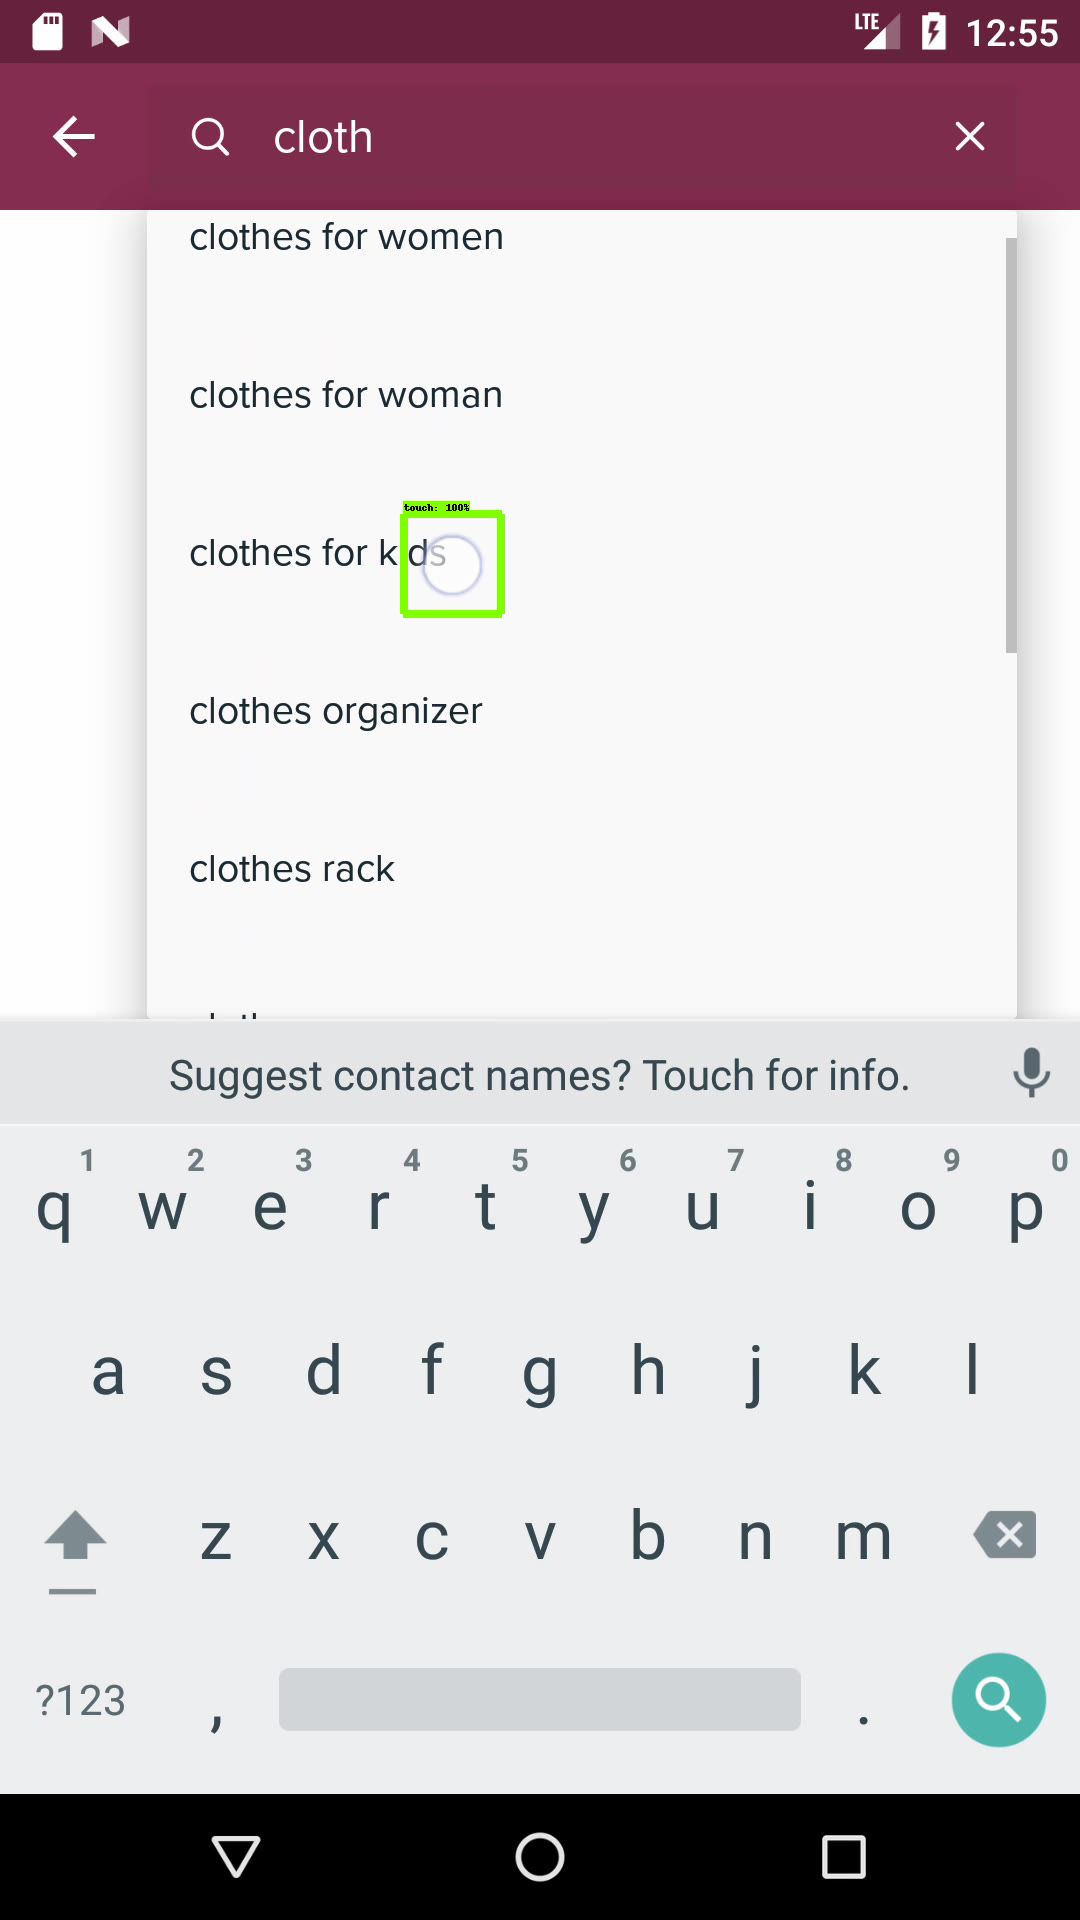 LTE 12:55
cloth
clothes for women
clothes for woman
touch: 100%
clothes for kids
clothes organizer
clothes rack
Suggest contact names? Touch for info.
1 2 3 4 5 6 7 8 9 0
q w e r t y u i o p
a s d f g h j k l
z x c v b n m
?123 , .